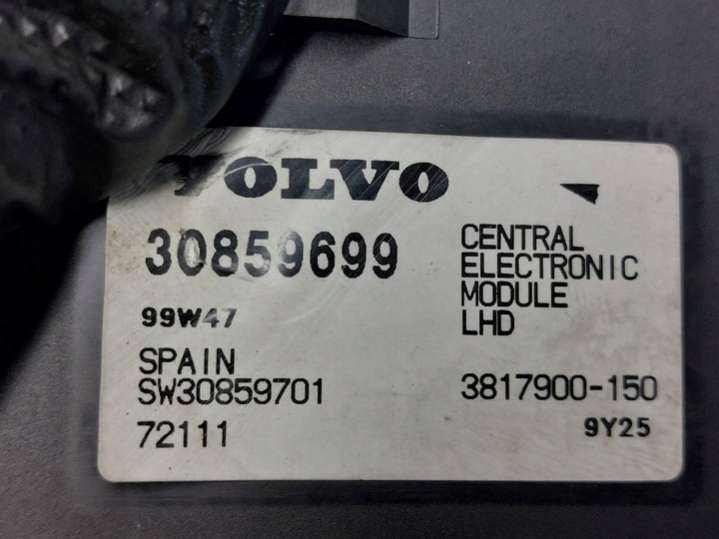 VOLVO
30859699
CENTRAL
ELECTRONIC
MODULE
LHD
99W47
SPAIN
SW30859701
3817900-150
72111
9Y25